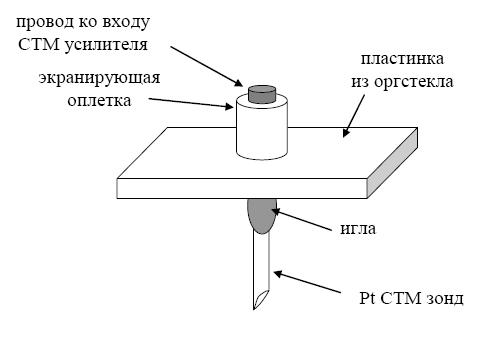 провод ко входу
СТМ усилителя
экранирующая
оплетка
пластинка
из оргстекла
игла
Pt СТМ зонд